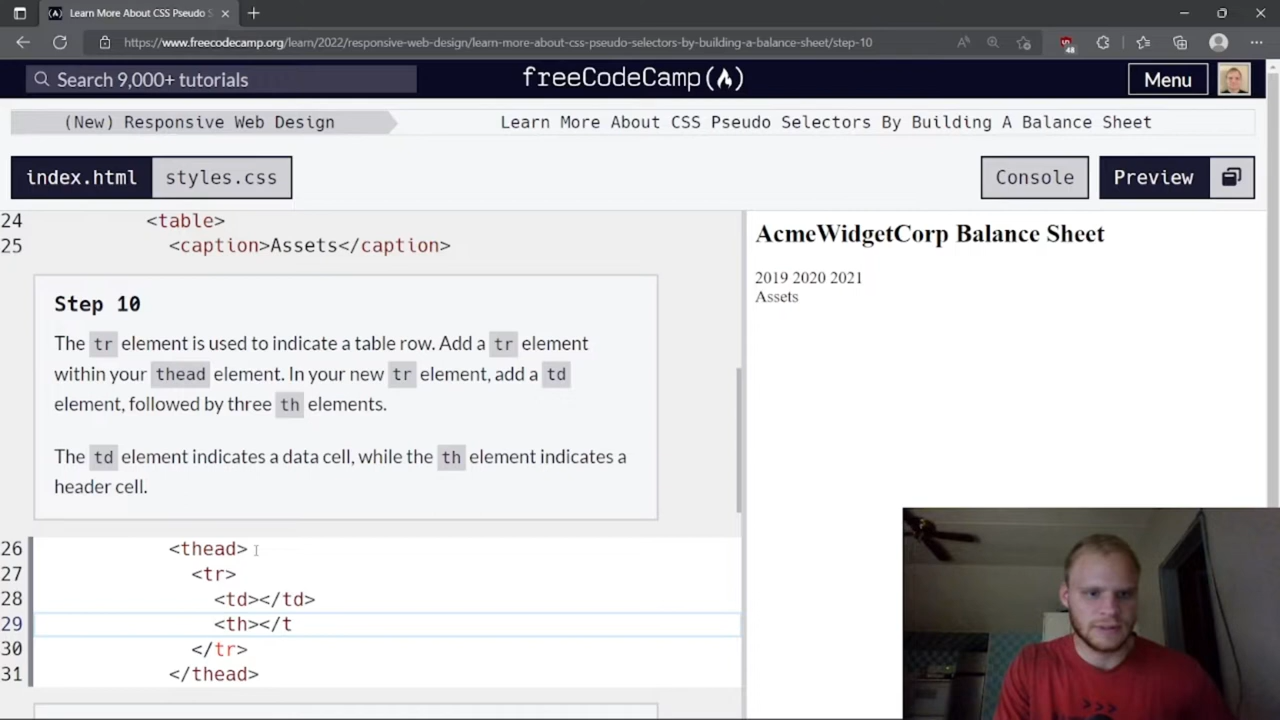 Learn More About CSS Pseudo S
https://www.freecodecamp.org/learn/2022/responsive-web-design/learn-more-about-css-pseudo-selectors-by-building-a-balance-sheet/step-10
48
Search 9,000+ tutorials
freeCodeCamp
Menu
(New) Responsive Web Design
Learn More About CSS Pseudo Selectors By Building A Balance Sheet
index.html
styles.css
Console
Preview
24 <table>
25 <caption>Assets</caption>
Step 10
The tr element is used to indicate a table row. Add a tr element
within your thead element. In your new tr element, add a td
element, followed by three th elements.
The td element indicates a data cell, while the th element indicates a
header cell.
26 <thead>
27 <tr>
28 <td></td>
29 <th></t
30 </tr>
31 </thead>
AcmeWidgetCorp Balance Sheet
2019 2020 2021
Assets